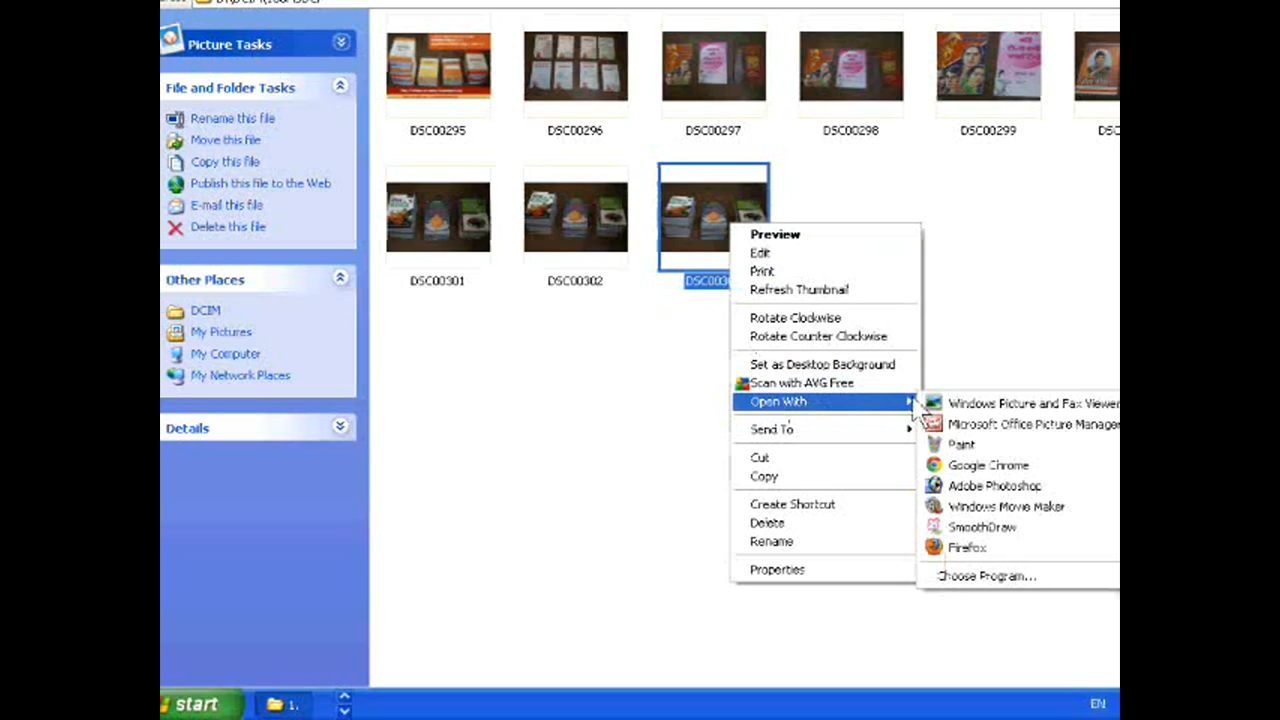 Picture Tasks
File and Folder Tasks
Rename this file
Move this file
Copy this file
Publish this file to the Web
E-mail this file
Delete this file
Other Places
DCIM
My Pictures
My Computer
My Network Places
Details
DSC00295
DSC00296
DSC00297
DSC00298
DSC00299
DSC00301
DSC00302
Preview
Edit
Print
Refresh Thumbnail
Rotate Clockwise
Rotate Counter Clockwise
Set as Desktop Background
Scan with AVG Free
Open With
Send To
Cut
Copy
Create Shortcut
Delete
Rename
Properties
Windows Picture and Fax Viewer
Microsoft Office Picture Manager
Paint
Google Chrome
Adobe Photoshop
Windows Movie Maker
SmoothDraw
Firefox
Choose Program...
start
1.
EN